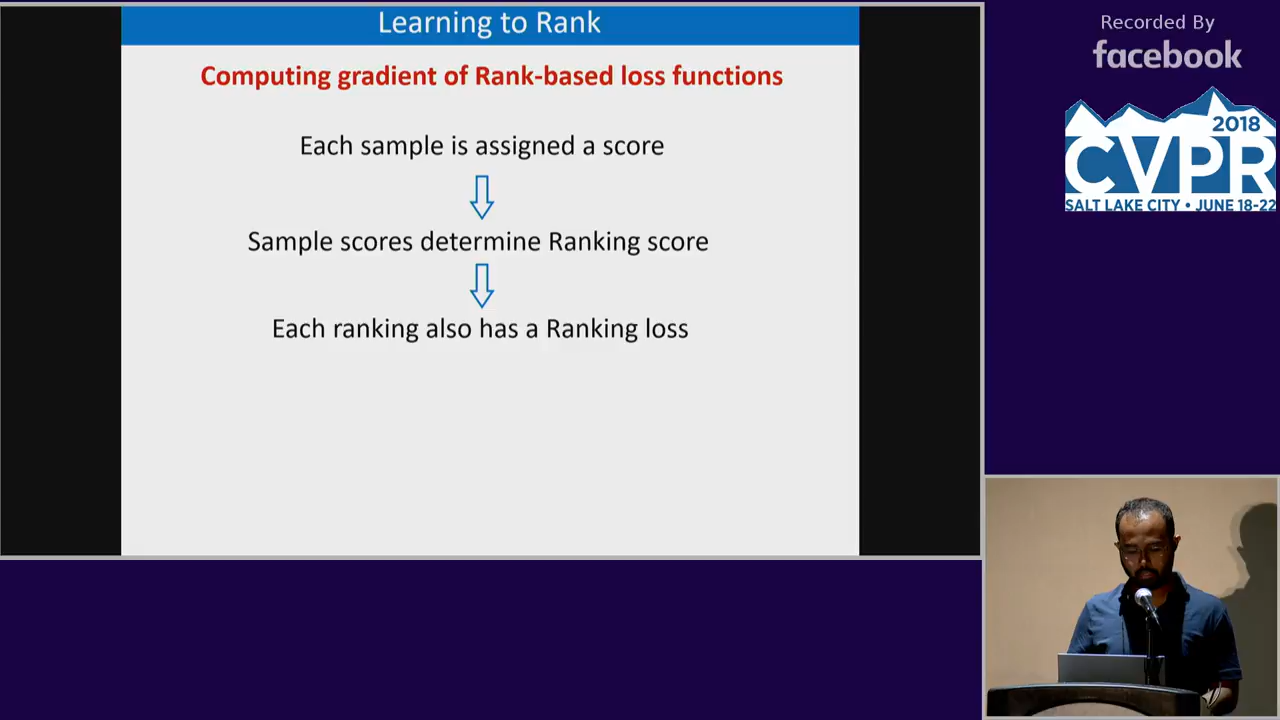 Learning to Rank
Computing gradient of Rank-based loss functions
Each sample is assigned a score
Sample scores determine Ranking score
Each ranking also has a Ranking loss
Recorded By
facebook
2018
CVPR
SALT LAKE CITY • JUNE 18-22